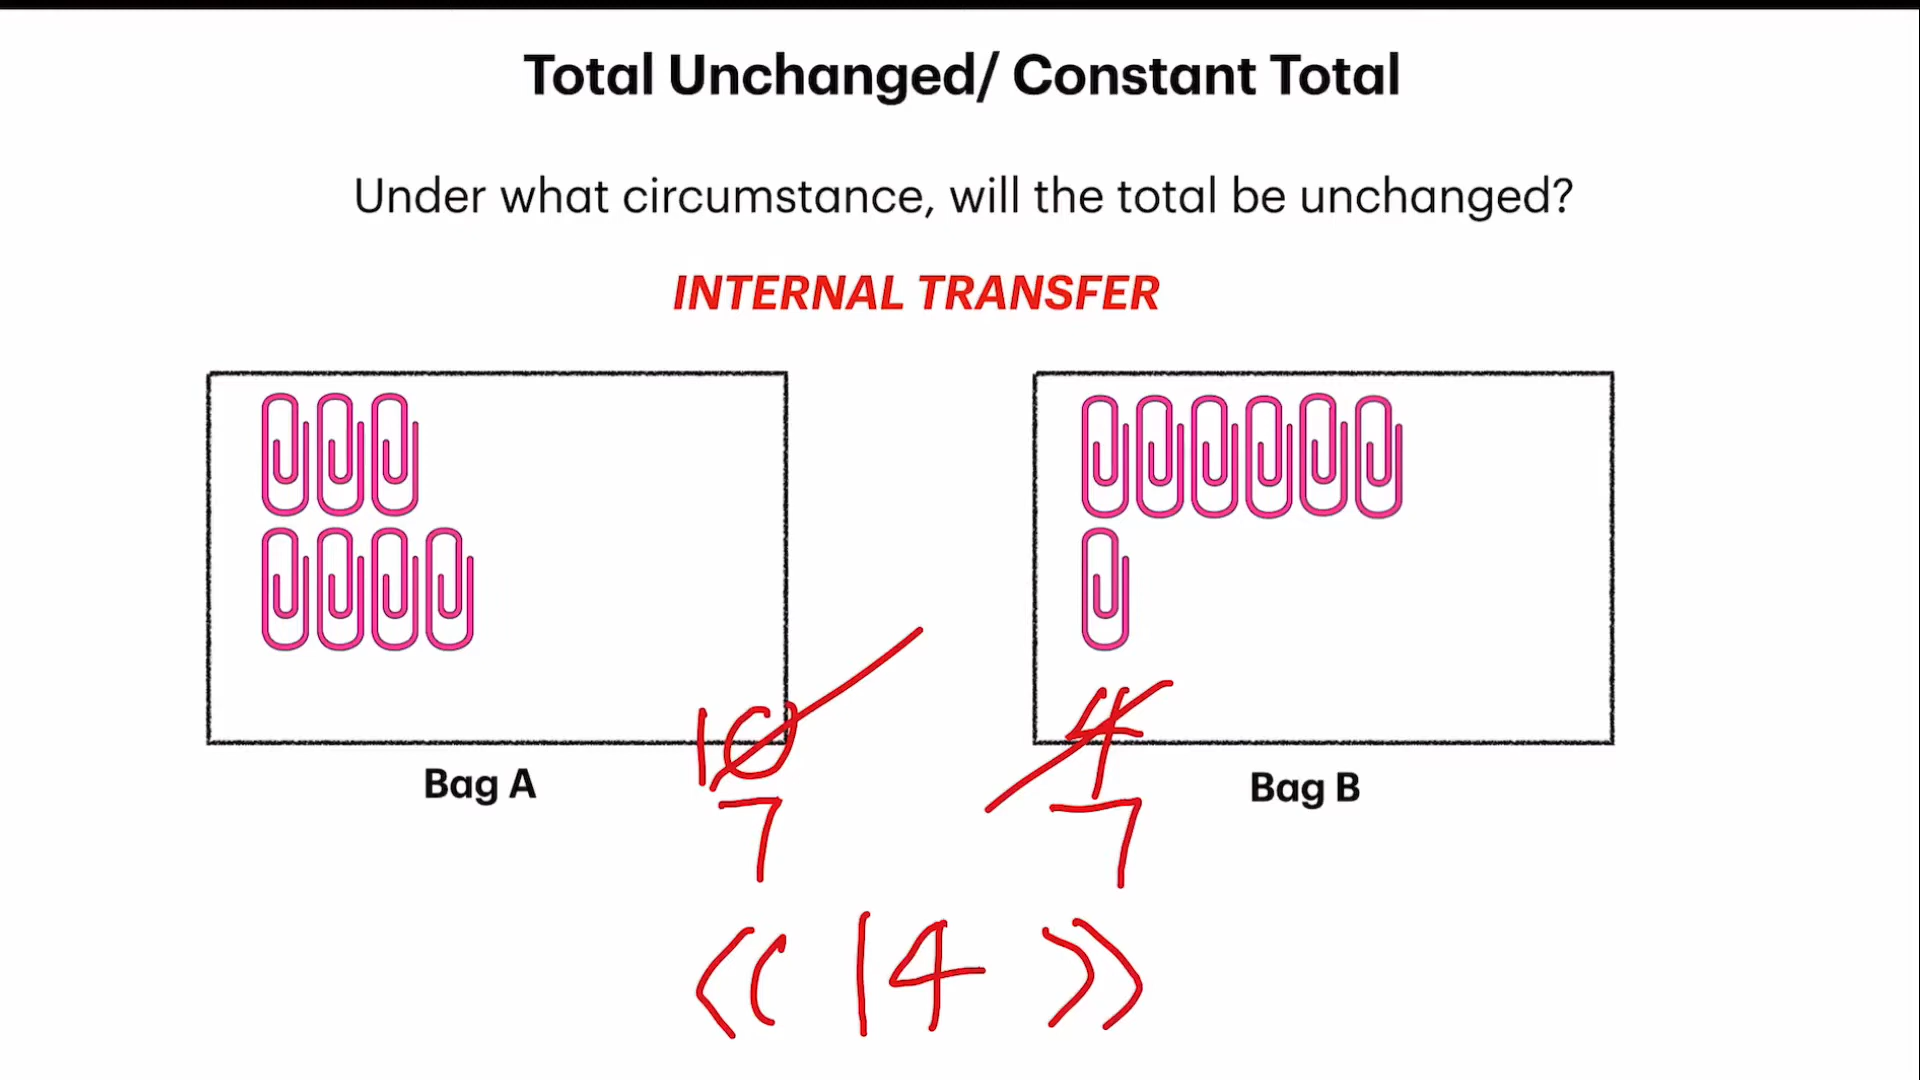 Total Unchanged/ Constant Total
Under what circumstance, will the total be unchanged?
INTERNAL TRANSFER
10 4
Bag A Bag B
7 7
<< 14 >>